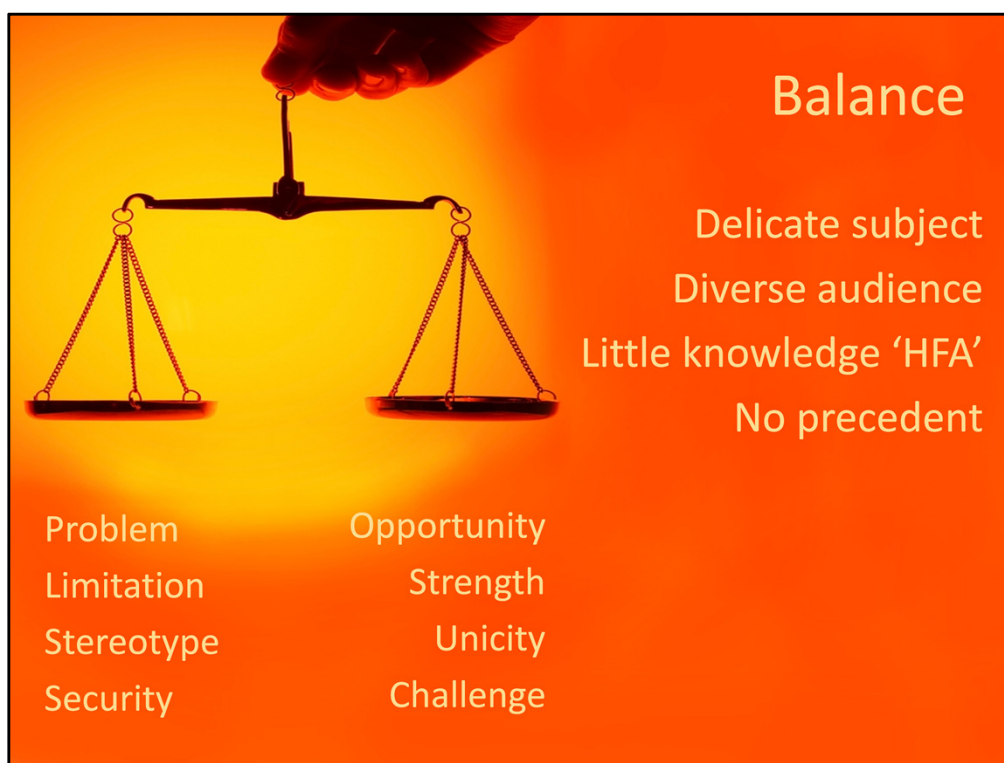 Balance
Delicate subject
Diverse audience
Little knowledge ‘HFA’
No precedent
Problem
Limitation
Stereotype
Security
Opportunity
Strength
Unicity
Challenge